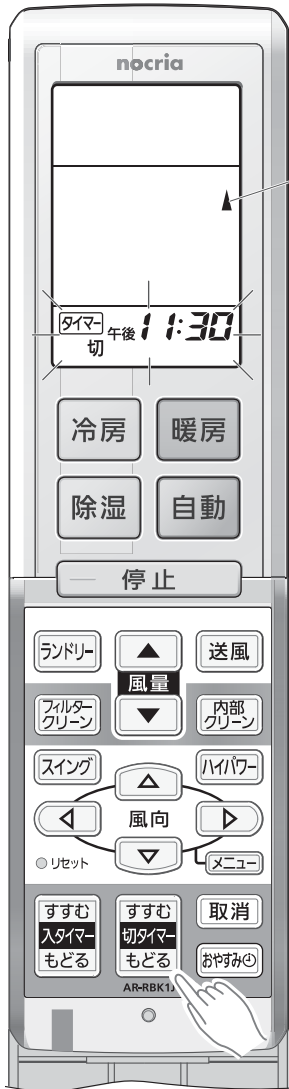 nocria
タイマー
切 午後 11:30
冷房 暖房
除湿 自動
停止
ランドリー ▲ 送風
風量
フィルタークリーン ▼ 内部クリーン
スイング △ ハイパワー
◁ 風向 ▷
リセット ▽ メニュー
すすむ すすむ 取消
入タイマー 切タイマー
もどる もどる おやすみ
AR-RBK1J